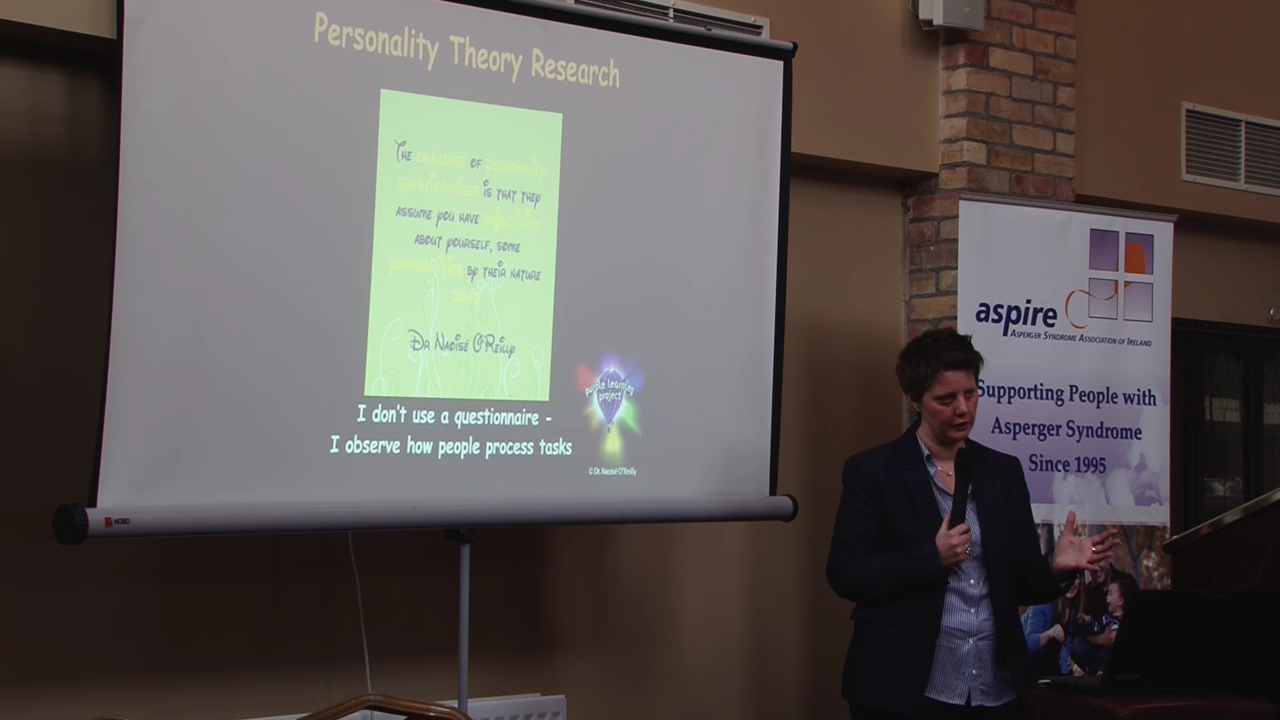 Personality Theory Research
The challenge of personality
questionnaires is that they
assume you have objectivity
about yourself, some
personalities by their nature
don't
Dr Naoisé O'Reilly
I don't use a questionnaire -
I observe how people process tasks
purple learning
project
© Dr. Naoisé O'Reilly
NOBO
aspire
Asperger Syndrome Association of Ireland
Supporting People with
Asperger Syndrome
Since 1995